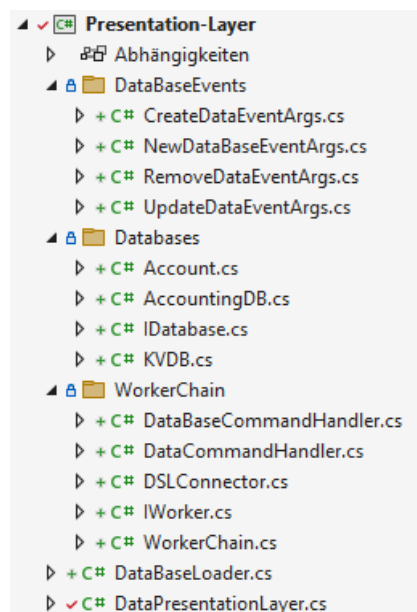 C# Presentation-Layer
Abhängigkeiten
DataBaseEvents
+ C# CreateDataEventArgs.cs
+ C# NewDataBaseEventArgs.cs
+ C# RemoveDataEventArgs.cs
+ C# UpdateDataEventArgs.cs
Databases
+ C# Account.cs
+ C# AccountingDB.cs
+ C# IDatabase.cs
+ C# KVDB.cs
WorkerChain
+ C# DataBaseCommandHandler.cs
+ C# DataCommandHandler.cs
+ C# DSLConnector.cs
+ C# IWorker.cs
+ C# WorkerChain.cs
+ C# DataBaseLoader.cs
C# DataPresentationLayer.cs